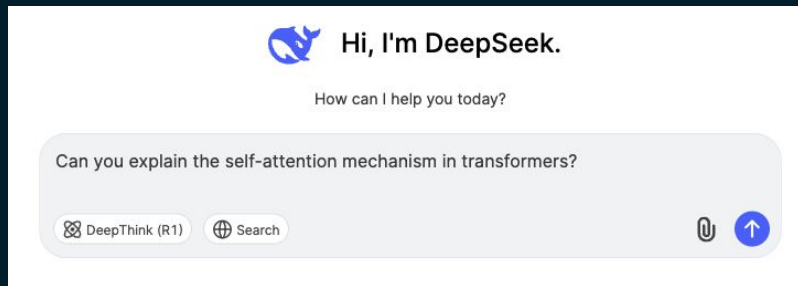 Hi, I'm DeepSeek.
How can I help you today?
Can you explain the self-attention mechanism in transformers?
DeepThink (R1) Search